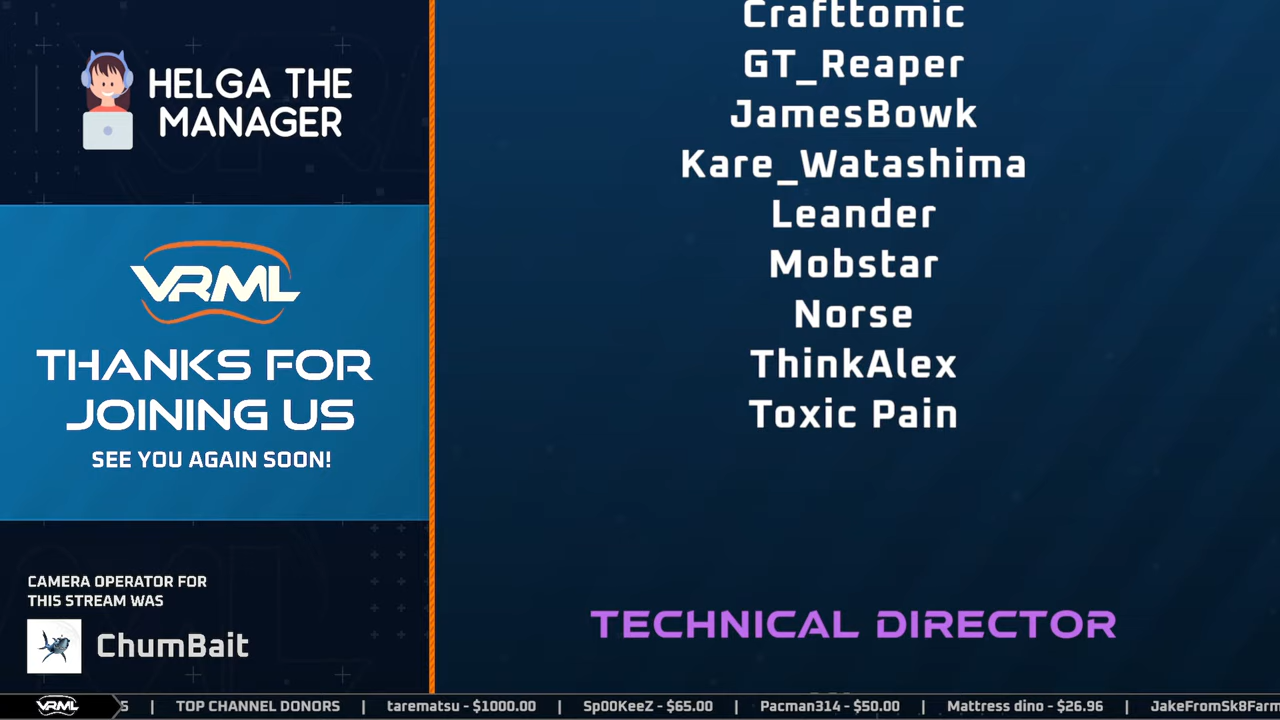 HELGA THE
MANAGER
VRML
THANKS FOR
JOINING US
SEE YOU AGAIN SOON!
CAMERA OPERATOR FOR
THIS STREAM WAS
ChumBait
Crafttomic
GT_Reaper
JamesBowk
Kare_Watashima
Leander
Mobstar
Norse
ThinkAlex
Toxic Pain
TECHNICAL DIRECTOR
VRML | TOP CHANNEL DONORS | tarematsu - $1000.00 | Sp00KeeZ - $65.00 | Pacman314 - $50.00 | Mattress dino - $26.96 | JakeFromSk8Farm